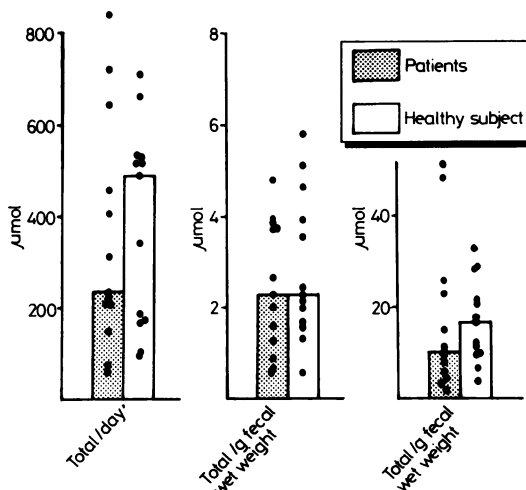 800
600
400
200
µmol
Total/day'
8
6
4
2
µmol
Total/g fecal
wet weight
Patients
Healthy subject
40
20
µmol
Total/g fecal
wet weight